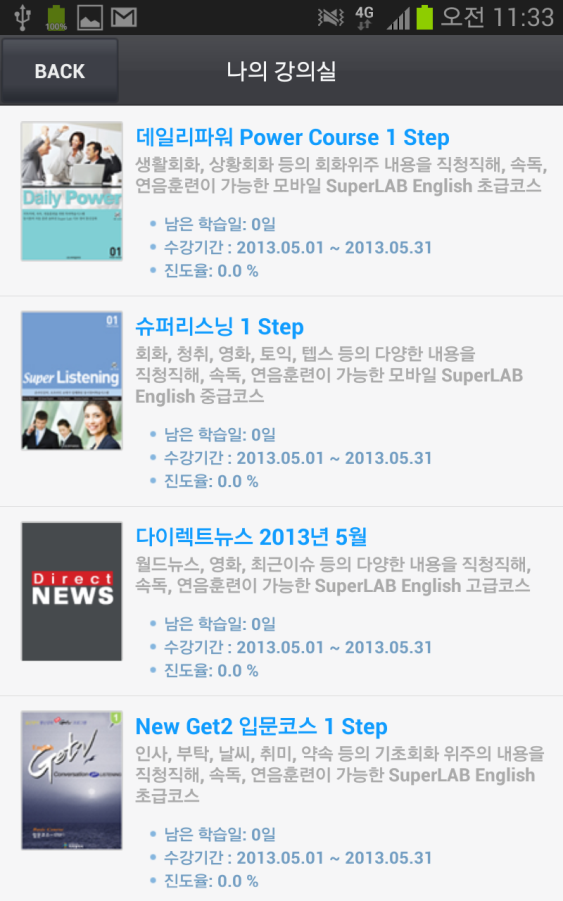 100%
4G
오전 11:33
BACK
나의 강의실
Daily Power
01
데일리파워 Power Course 1 Step
생활회화, 상황회화 등의 회화위주 내용을 직청직해, 속독,
연음훈련이 가능한 모바일 SuperLAB English 초급코스
• 남은 학습일: 0일
• 수강기간 : 2013.05.01 ~ 2013.05.31
• 진도율: 0.0 %
01
Super Listening
슈퍼리스닝 1 Step
회화, 청취, 영화, 토익, 텝스 등의 다양한 내용을
직청직해, 속독, 연음훈련이 가능한 모바일 SuperLAB
English 중급코스
• 남은 학습일: 0일
• 수강기간 : 2013.05.01 ~ 2013.05.31
• 진도율: 0.0 %
Direct
NEWS
다이렉트뉴스 2013년 5월
월드뉴스, 영화, 최근이슈 등의 다양한 내용을 직청직해,
속독, 연음훈련이 가능한 SuperLAB English 고급코스
• 남은 학습일: 0일
• 수강기간 : 2013.05.01 ~ 2013.05.31
• 진도율: 0.0 %
1
Get2!
Conversation
입문코스
New Get2 입문코스 1 Step
인사, 부탁, 날씨, 취미, 약속 등의 기초회화 위주의 내용을
직청직해, 속독, 연음훈련이 가능한 SuperLAB English
초급코스
• 남은 학습일: 0일
• 수강기간 : 2013.05.01 ~ 2013.05.31
• 진도율: 0.0 %